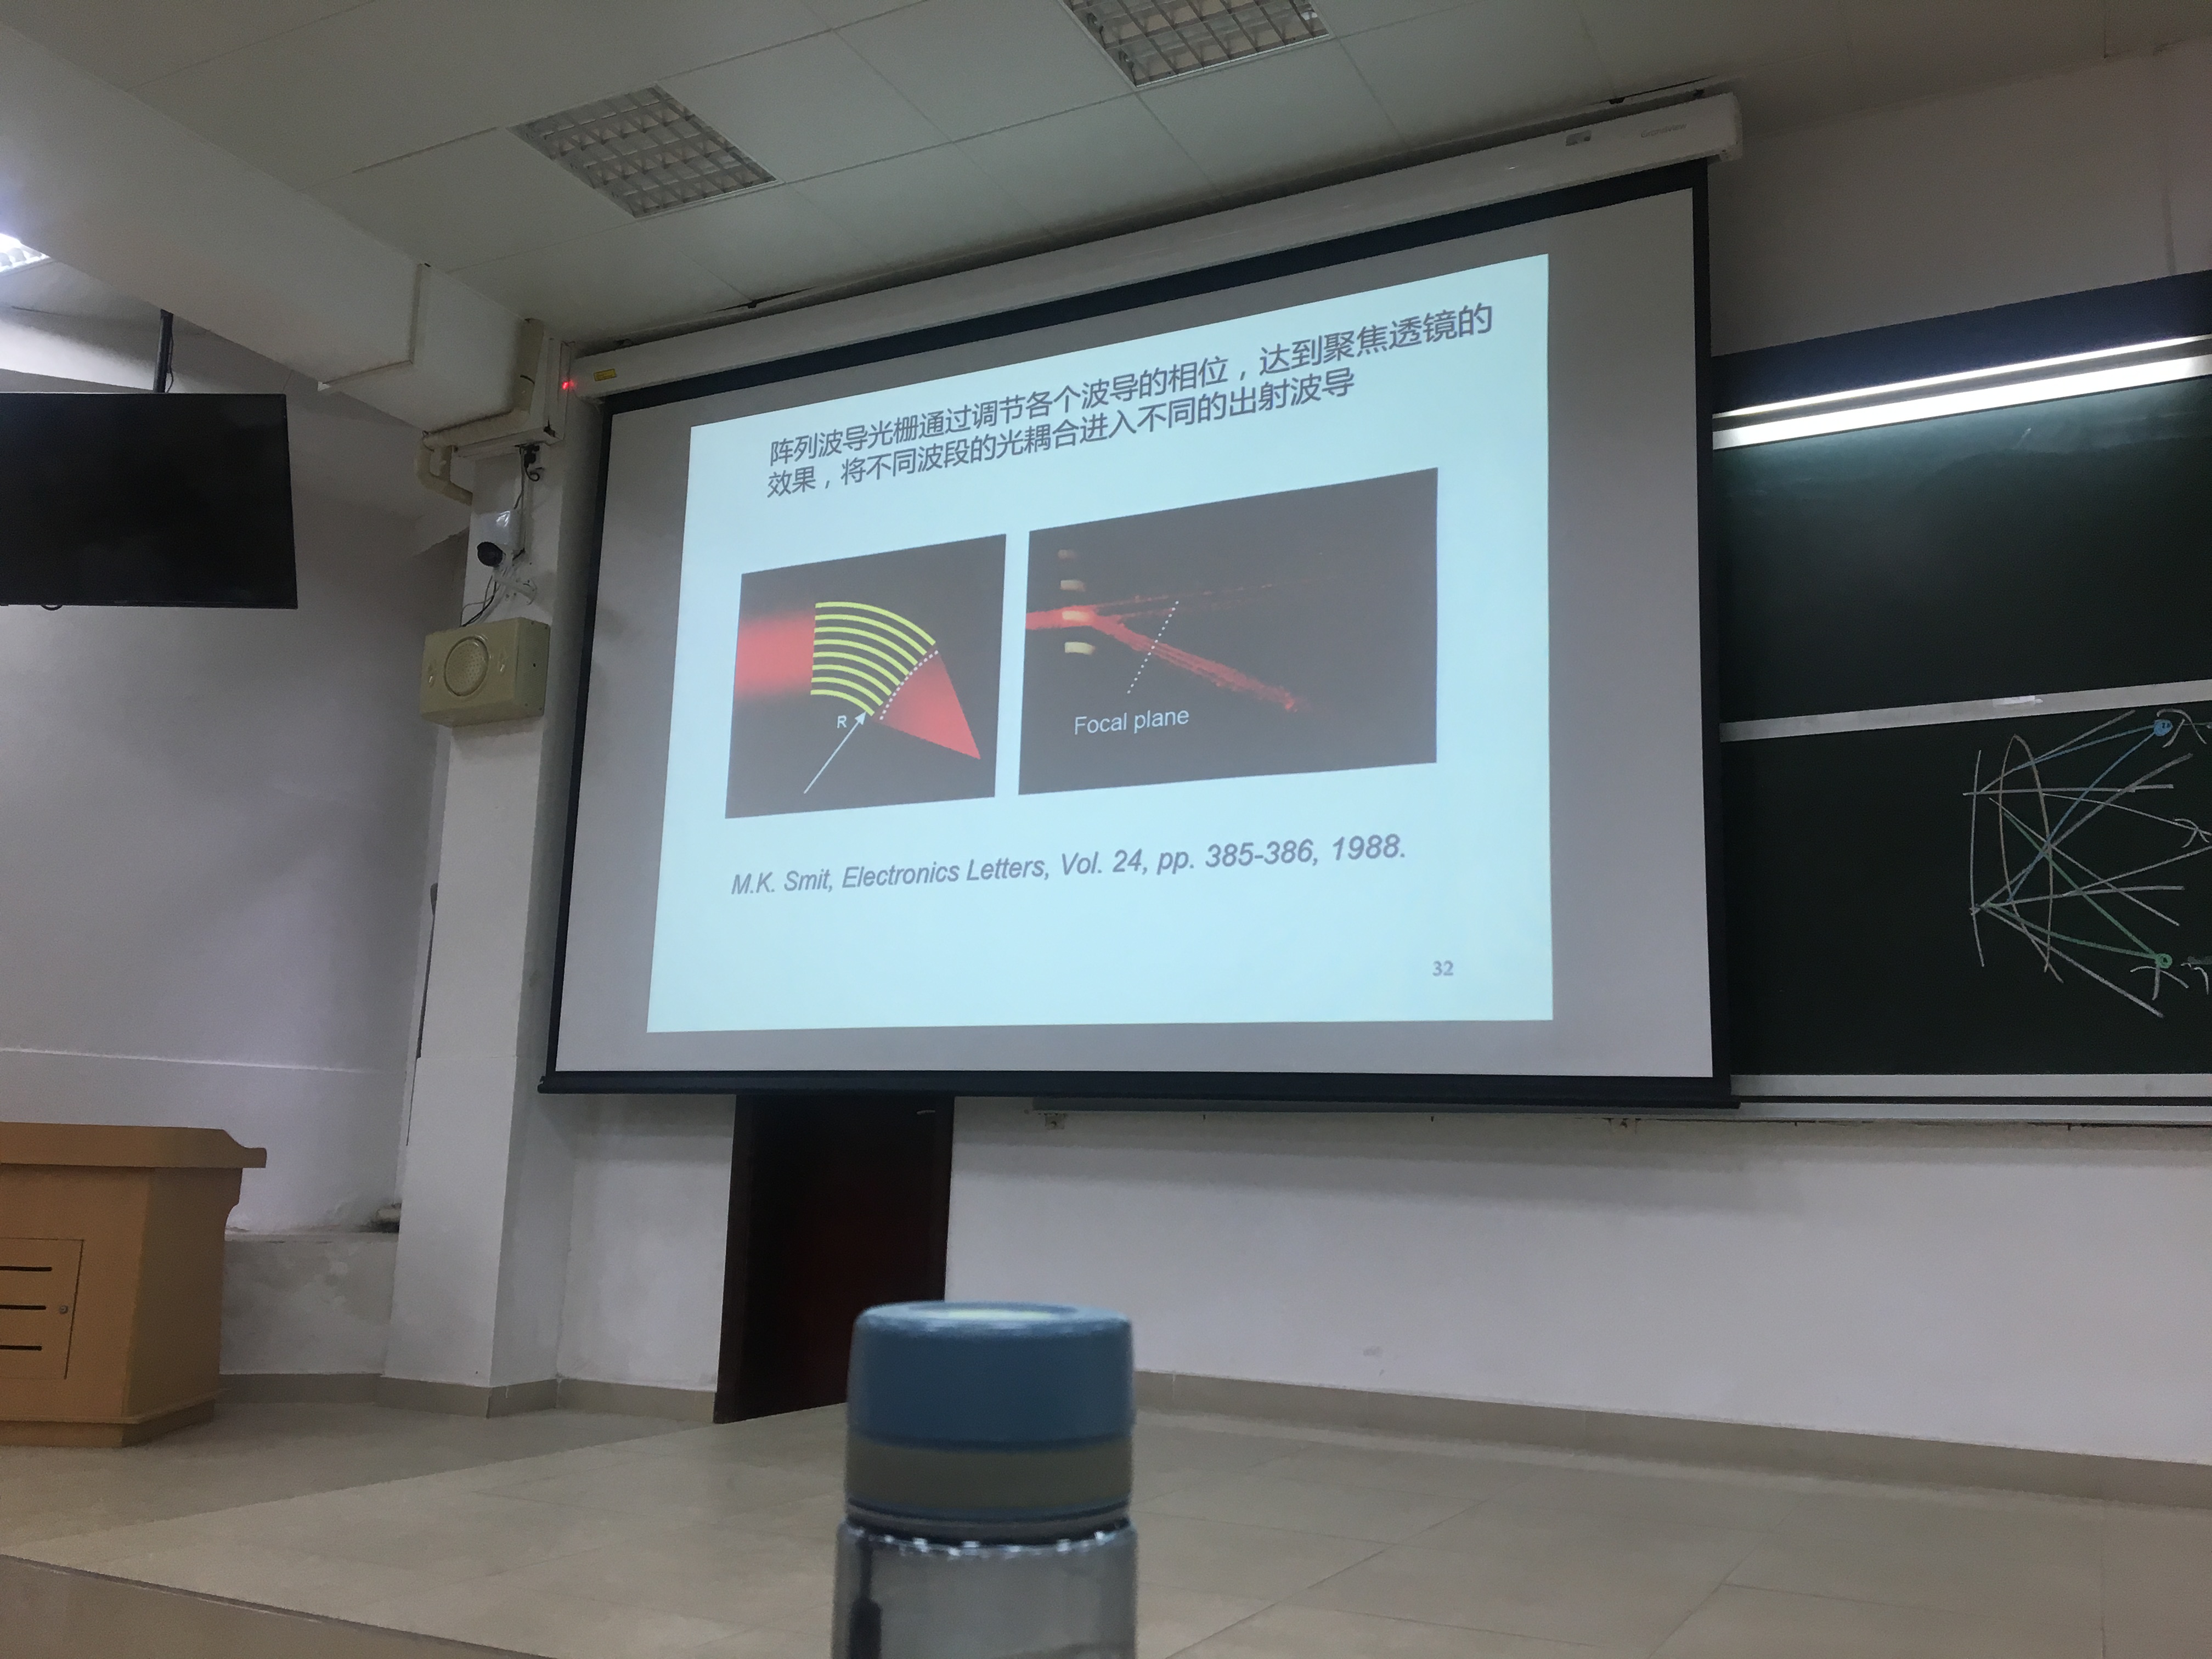 阵列波导光栅通过调节各个波导的相位，达到聚焦透镜的
效果，将不同波段的光耦合进入不同的出射波导
R
Focal plane
M.K. Smit, Electronics Letters, Vol. 24, pp. 385-386, 1988.
32